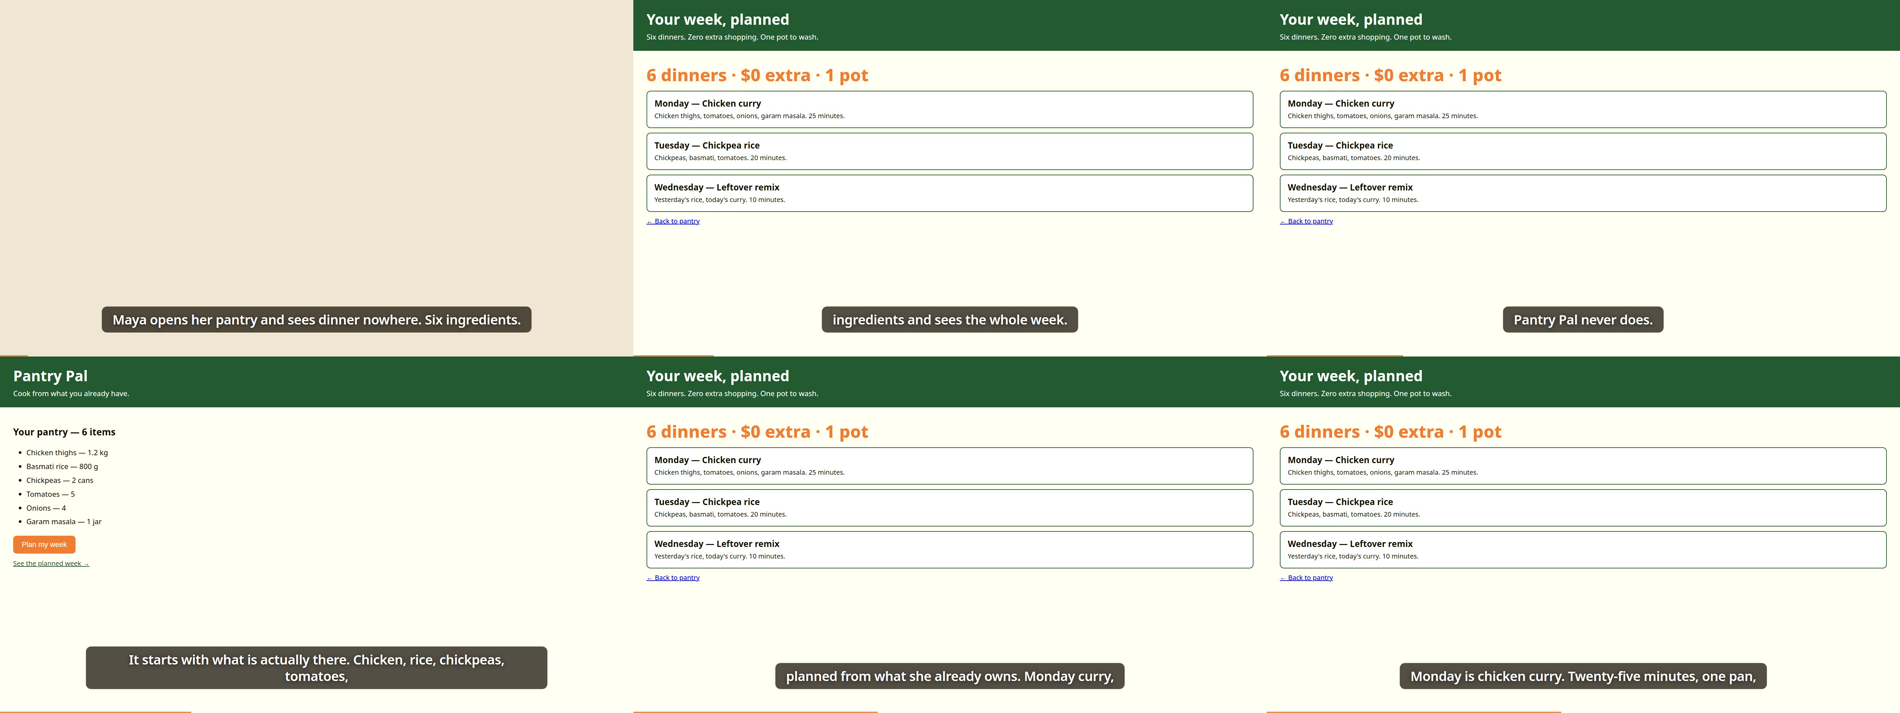 Maya opens her pantry and sees dinner nowhere. Six ingredients.
Your week, planned
Six dinners. Zero extra shopping. One pot to wash.
6 dinners · $0 extra · 1 pot
Monday — Chicken curry
Chicken thighs, tomatoes, onions, garam masala. 25 minutes.
Tuesday — Chickpea rice
Chickpeas, basmati, tomatoes. 20 minutes.
Wednesday — Leftover remix
Yesterday's rice, today's curry. 10 minutes.
← Back to pantry
ingredients and sees the whole week.
Your week, planned
Six dinners. Zero extra shopping. One pot to wash.
6 dinners · $0 extra · 1 pot
Monday — Chicken curry
Chicken thighs, tomatoes, onions, garam masala. 25 minutes.
Tuesday — Chickpea rice
Chickpeas, basmati, tomatoes. 20 minutes.
Wednesday — Leftover remix
Yesterday's rice, today's curry. 10 minutes.
← Back to pantry
Pantry Pal never does.
Pantry Pal
Cook from what you already have.
Your pantry — 6 items
• Chicken thighs — 1.2 kg
• Basmati rice — 800 g
• Chickpeas — 2 cans
• Tomatoes — 5
• Onions — 4
• Garam masala — 1 jar
Plan my week
See the planned week →
It starts with what is actually there. Chicken, rice, chickpeas,
tomatoes,
Your week, planned
Six dinners. Zero extra shopping. One pot to wash.
6 dinners · $0 extra · 1 pot
Monday — Chicken curry
Chicken thighs, tomatoes, onions, garam masala. 25 minutes.
Tuesday — Chickpea rice
Chickpeas, basmati, tomatoes. 20 minutes.
Wednesday — Leftover remix
Yesterday's rice, today's curry. 10 minutes.
← Back to pantry
planned from what she already owns. Monday curry,
Your week, planned
Six dinners. Zero extra shopping. One pot to wash.
6 dinners · $0 extra · 1 pot
Monday — Chicken curry
Chicken thighs, tomatoes, onions, garam masala. 25 minutes.
Tuesday — Chickpea rice
Chickpeas, basmati, tomatoes. 20 minutes.
Wednesday — Leftover remix
Yesterday's rice, today's curry. 10 minutes.
← Back to pantry
Monday is chicken curry. Twenty-five minutes, one pan,